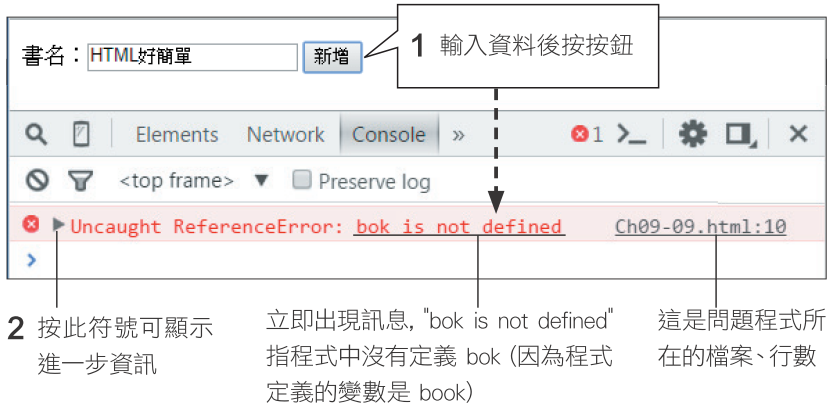 書名：HTML好簡單 新增
1 輸入資料後按按鈕
Elements Network Console » 1
<top frame> ▼ Preserve log
Uncaught ReferenceError: bok is not defined Ch09-09.html:10
2 按此符號可顯示
進一步資訊
立即出現訊息, "bok is not defined"
指程式中沒有定義 bok (因為程式
定義的變數是 book)
這是問題程式所
在的檔案、行數